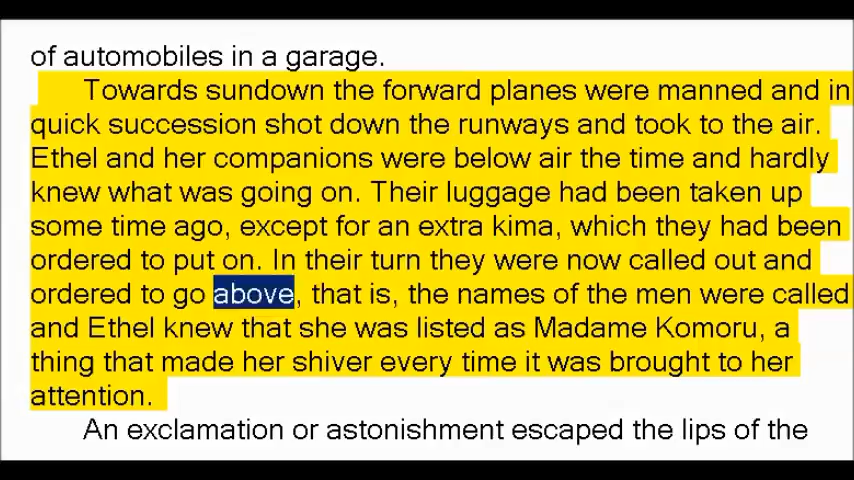 of automobiles in a garage.
Towards sundown the forward planes were manned and in
quick succession shot down the runways and took to the air.
Ethel and her companions were below air the time and hardly
knew what was going on. Their luggage had been taken up
some time ago, except for an extra kima, which they had been
ordered to put on. In their turn they were now called out and
ordered to go above, that is, the names of the men were called
and Ethel knew that she was listed as Madame Komoru, a
thing that made her shiver every time it was brought to her
attention.
An exclamation or astonishment escaped the lips of the